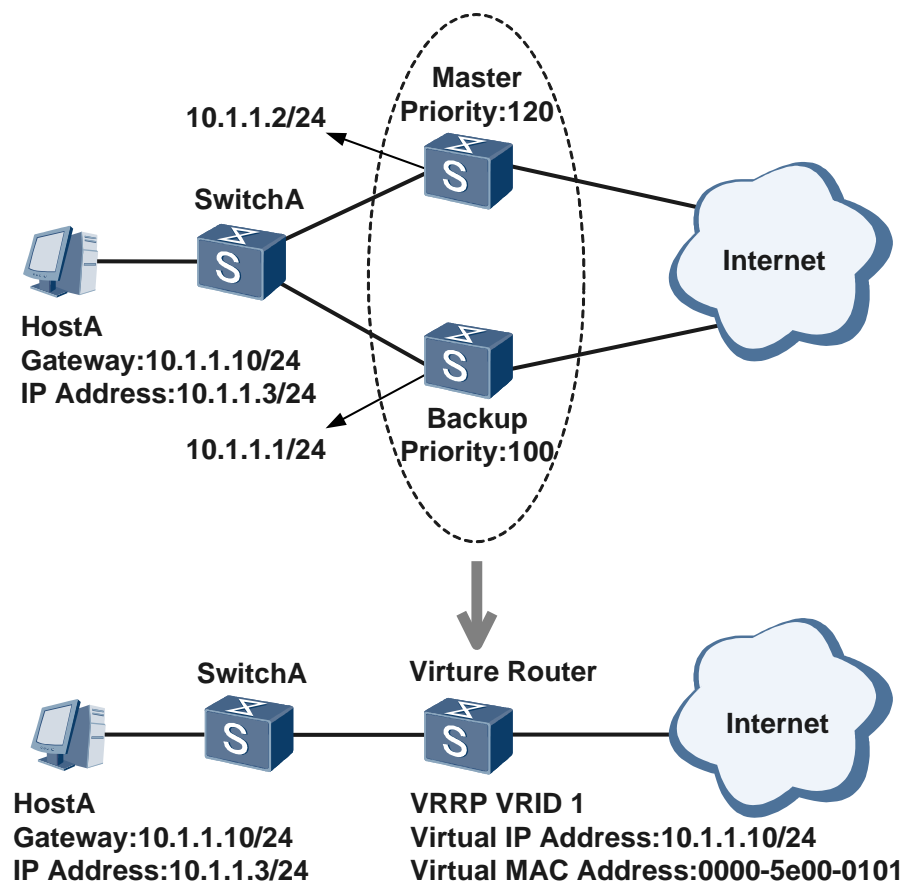 Master
Priority:120
10.1.1.2/24
S
SwitchA
S
Internet
HostA
Gateway:10.1.1.10/24
IP Address:10.1.1.3/24
S
Backup
Priority:100
10.1.1.1/24
SwitchA
Virture Router
S
S
Internet
HostA
Gateway:10.1.1.10/24
IP Address:10.1.1.3/24
VRRP VRID 1
Virtual IP Address:10.1.1.10/24
Virtual MAC Address:0000-5e00-0101